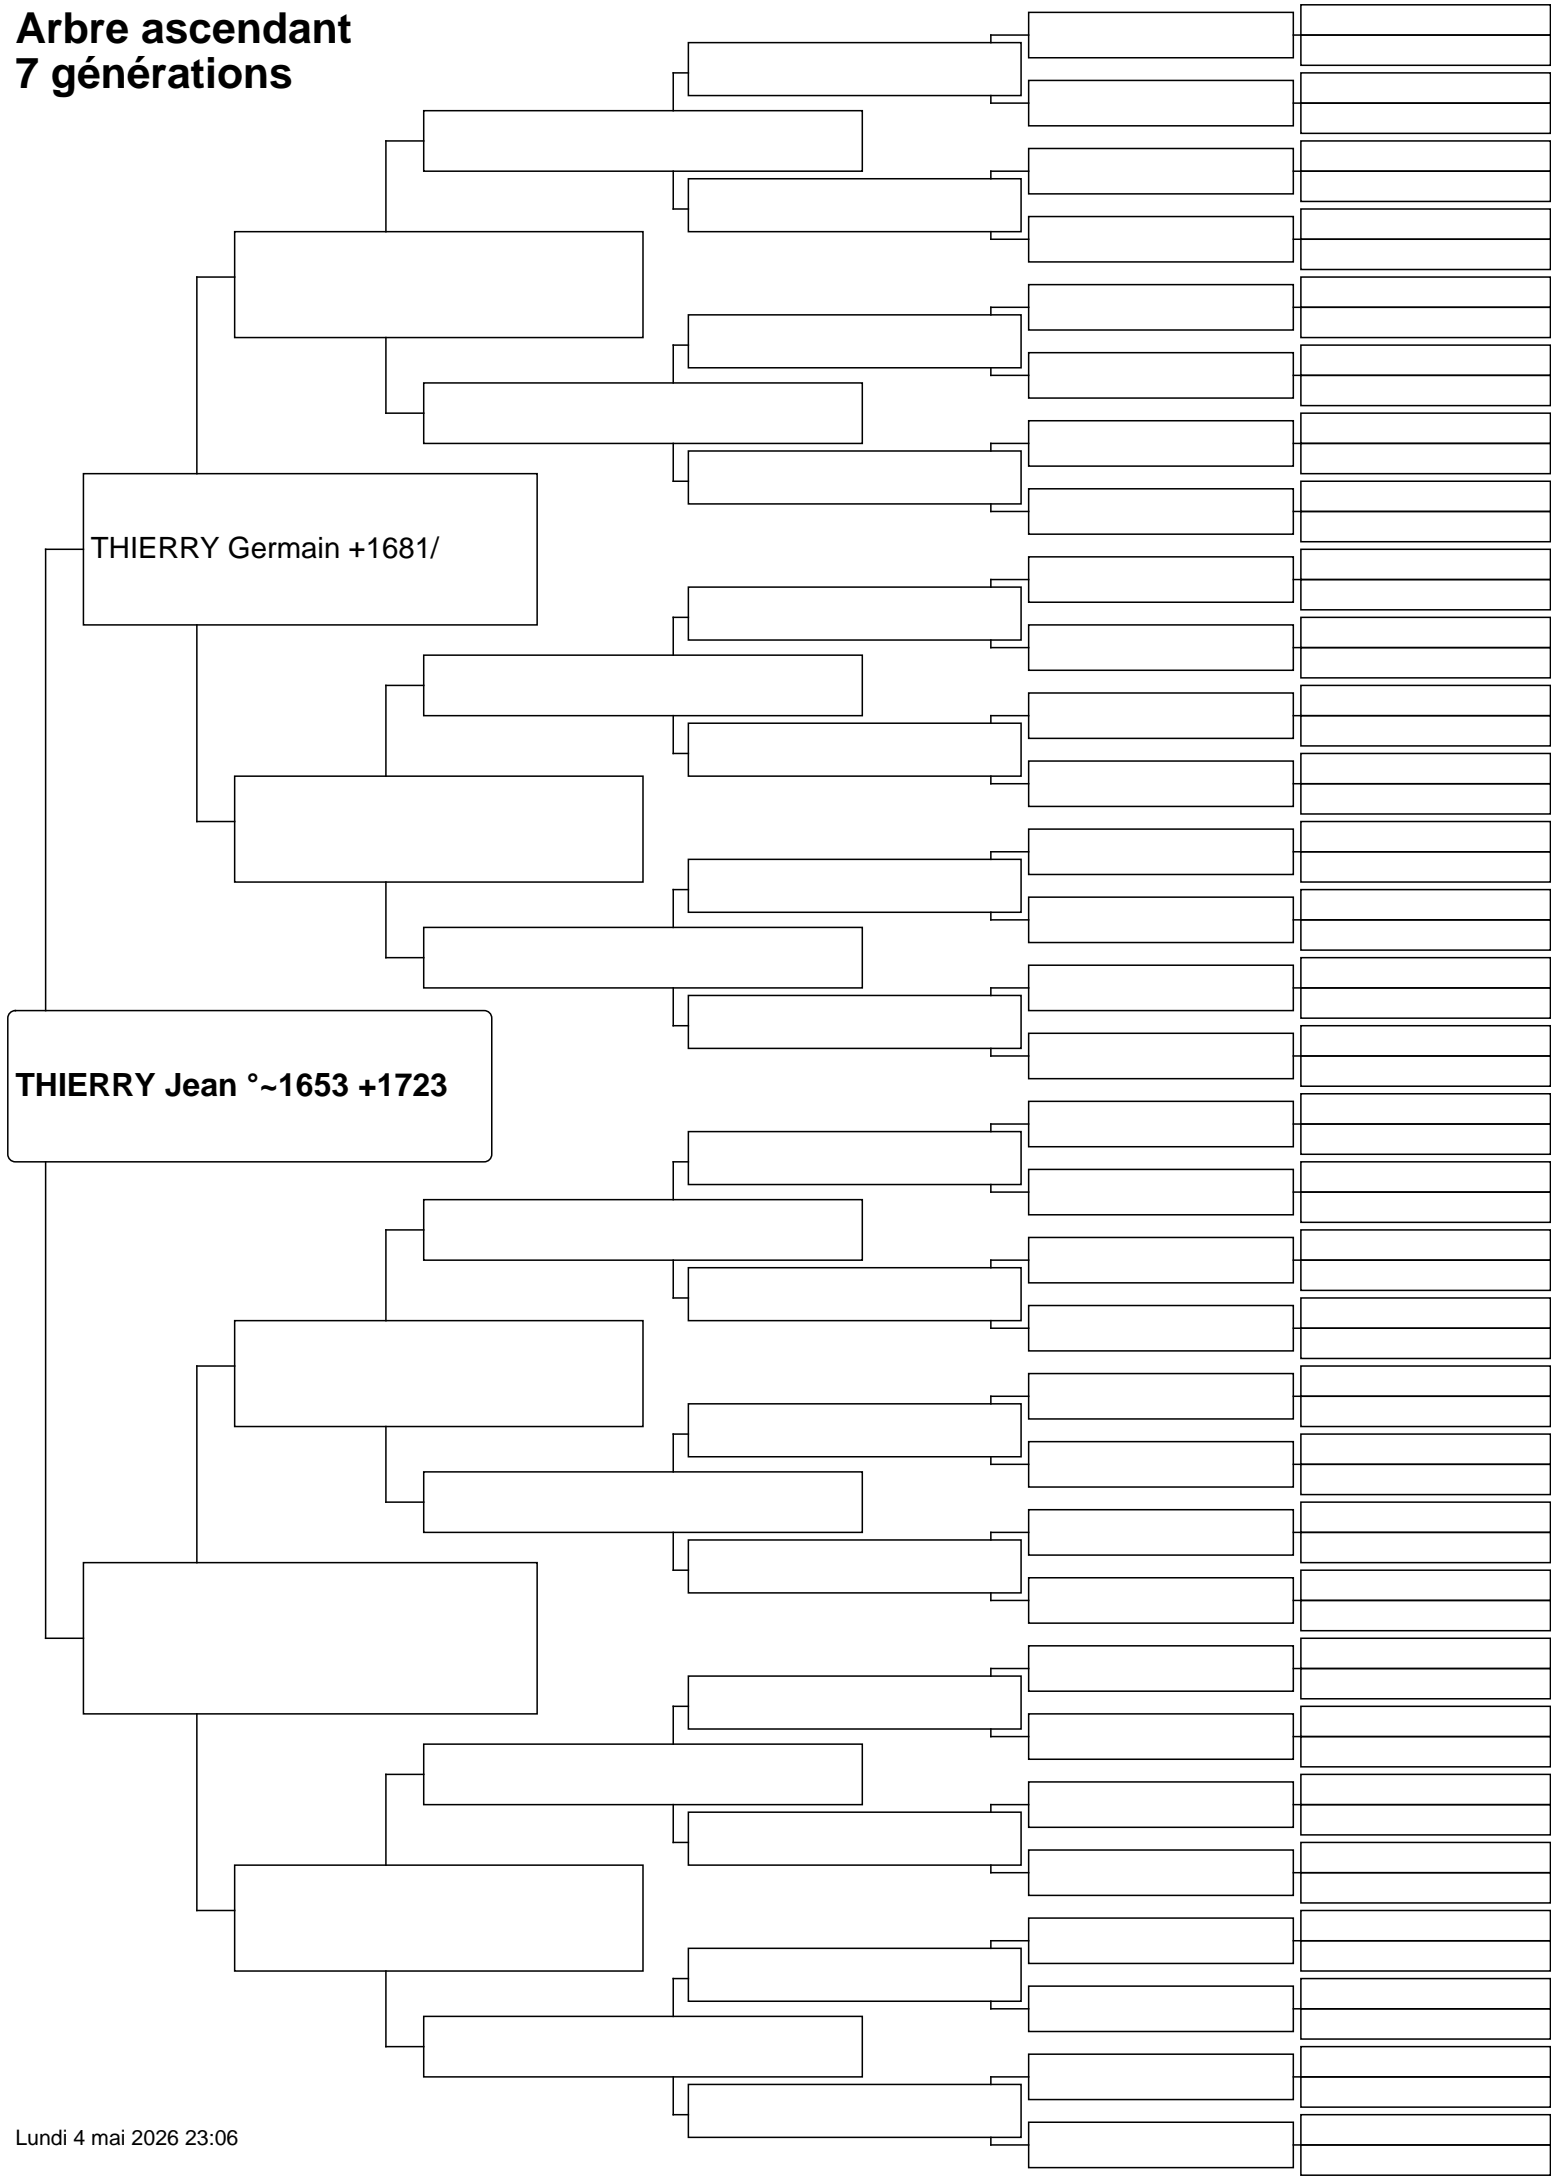 Arbre ascendant
7 générations
THIERRY Germain +1681/
THIERRY Jean °~1653 +1723
Lundi 4 mai 2026 23:06